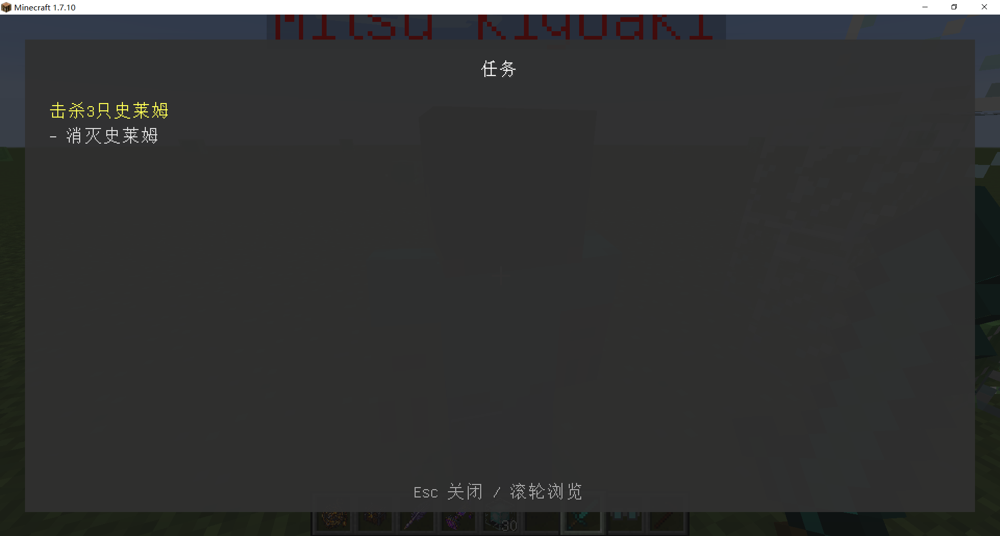 Minecraft 1.7.10
任务
击杀3只史莱姆
- 消灭史莱姆
Esc 关闭 / 滚轮浏览
30